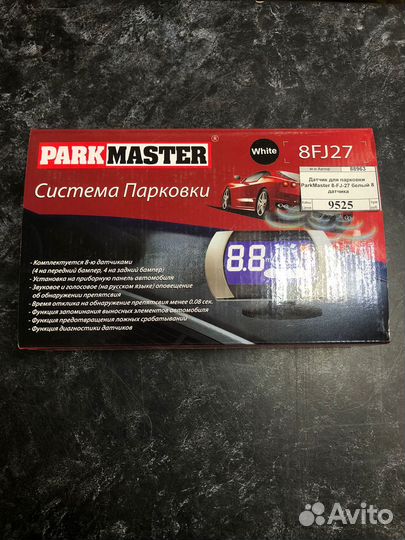 PARKMASTER®
White
8FJ27
88963
Датчик для парковки
ParkMaster 8-FJ-27 белый 8
датчика
9525
Система Парковки
8.8
- Комплектуется 8-ю датчиками
(4 на передний бампер, 4 на задний бампер)
- Установка на приборную панель автомобиля
- Звуковое и голосовое (на русском языке) оповещение
об обнаружении препятствия
- Время отклика на обнаружение препятствия менее 0.08 сек.
- Функция запоминания выносных элементов автомобиля
- Функция предотвращения ложных срабатываний
- Функция диагностики датчиков
Avito